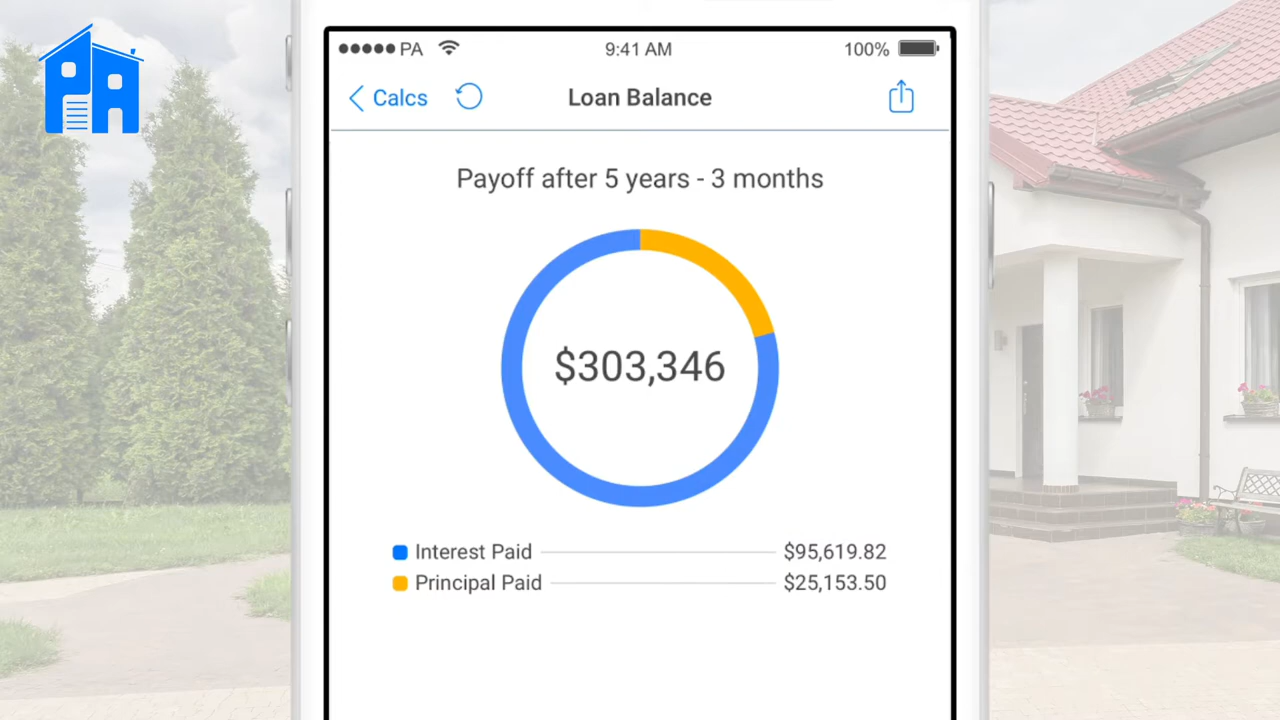 PA
●●●●● PA 9:41 AM 100%
Calcs Loan Balance
Payoff after 5 years - 3 months
$303,346
Interest Paid $95,619.82
Principal Paid $25,153.50